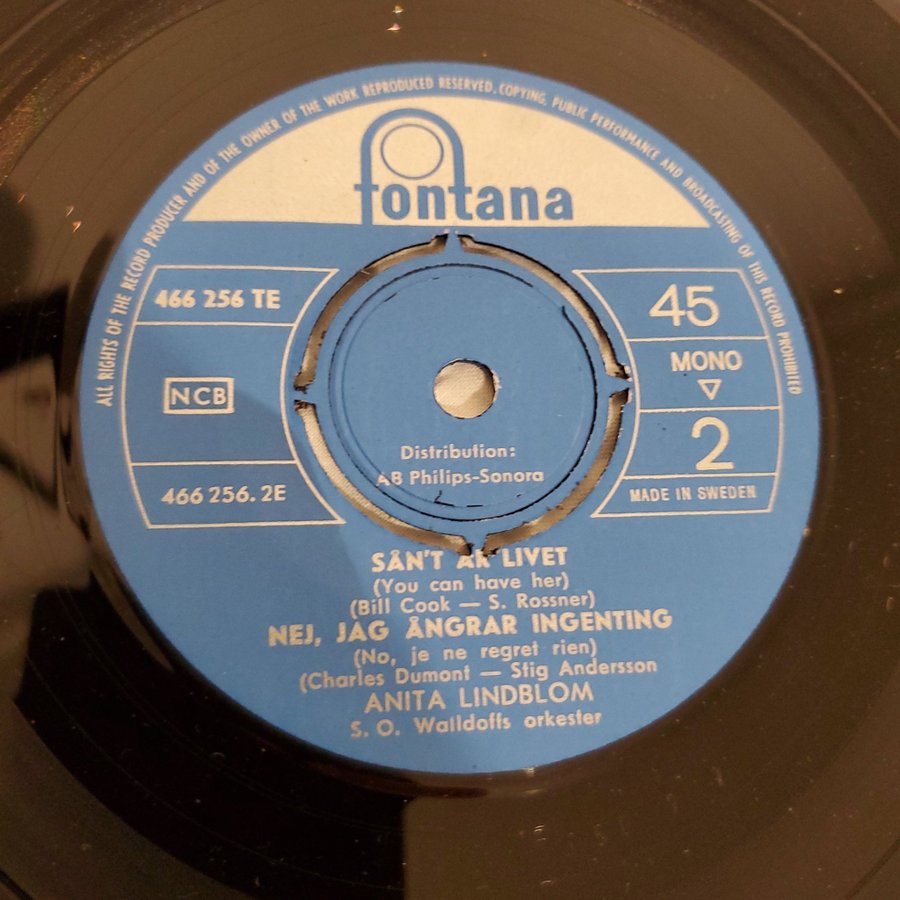 ALL RIGHTS OF THE RECORD PRODUCER AND OF THE OWNER OF THE WORK REPRODUCED RESERVED. COPYING, PUBLIC PERFORMANCE AND BROADCASTING OF THIS RECORD PROHIBITED
fontana
466 256 TE
45
MONO
NCB
2
466 256.2E
MADE IN SWEDEN
Distribution:
AB Philips-Sonora
SÅN'T ÄR LIVET
(You can have her)
(Bill Cook — S. Rossner)
NEJ, JAG ÅNGRAR INGENTING
(No, je ne regret rien)
(Charles Dumont — Stig Andersson
ANITA LINDBLOM
S. O. Walldoffs orkester